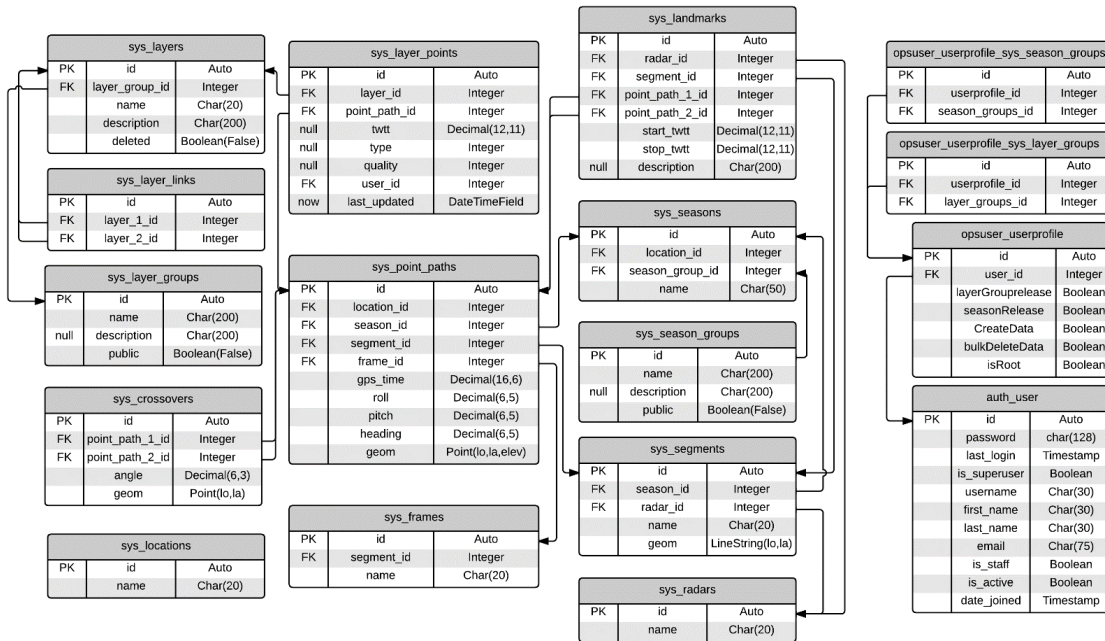 sys_layers
PK id Auto
FK layer_group_id Integer
name Char(20)
description Char(200)
deleted Boolean(False)
sys_layer_links
PK id Auto
FK layer_1_id Integer
FK layer_2_id Integer
sys_layer_groups
PK id Auto
name Char(200)
null description Char(200)
public Boolean(False)
sys_crossovers
PK id Auto
FK point_path_1_id Integer
FK point_path_2_id Integer
angle Decimal(6,3)
geom Point(lo,la)
sys_locations
PK id Auto
name Char(20)
sys_layer_points
PK id Auto
FK layer_id Integer
FK point_path_id Integer
null twtt Decimal(12,11)
null type Integer
null quality Integer
FK user_id Integer
now last_updated DateTimeField
sys_point_paths
PK id Auto
FK location_id Integer
FK season_id Integer
FK segment_id Integer
FK frame_id Integer
gps_time Decimal(16,6)
roll Decimal(6,5)
pitch Decimal(6,5)
heading Decimal(6,5)
geom Point(lo,la,elev)
sys_frames
PK id Auto
FK segment_id Integer
name Char(20)
sys_landmarks
PK id Auto
FK radar_id Integer
FK segment_id Integer
FK point_path_1_id Integer
FK point_path_2_id Integer
start_twtt Decimal(12,11)
stop_twtt Decimal(12,11)
null description Char(200)
sys_seasons
PK id Auto
FK location_id Integer
FK season_group_id Integer
name Char(50)
sys_season_groups
PK id Auto
name Char(200)
null description Char(200)
public Boolean(False)
sys_segments
PK id Auto
FK season_id Integer
FK radar_id Integer
name Char(20)
geom LineString(lo,la)
sys_radars
PK id Auto
name Char(20)
opsuser_userprofile_sys_season_groups
PK id Auto
FK userprofile_id Integer
FK season_groups_id Integer
opsuser_userprofile_sys_layer_groups
PK id Auto
FK userprofile_id Integer
FK layer_groups_id Integer
opsuser_userprofile
PK id Auto
FK user_id Integer
layerGrouprelease Boolean
seasonRelease Boolean
CreateData Boolean
bulkDeleteData Boolean
isRoot Boolean
auth_user
PK id Auto
password char(128)
last_login Timestamp
is_superuser Boolean
username Char(30)
first_name Char(30)
last_name Char(30)
email Char(75)
is_staff Boolean
is_active Boolean
date_joined Timestamp